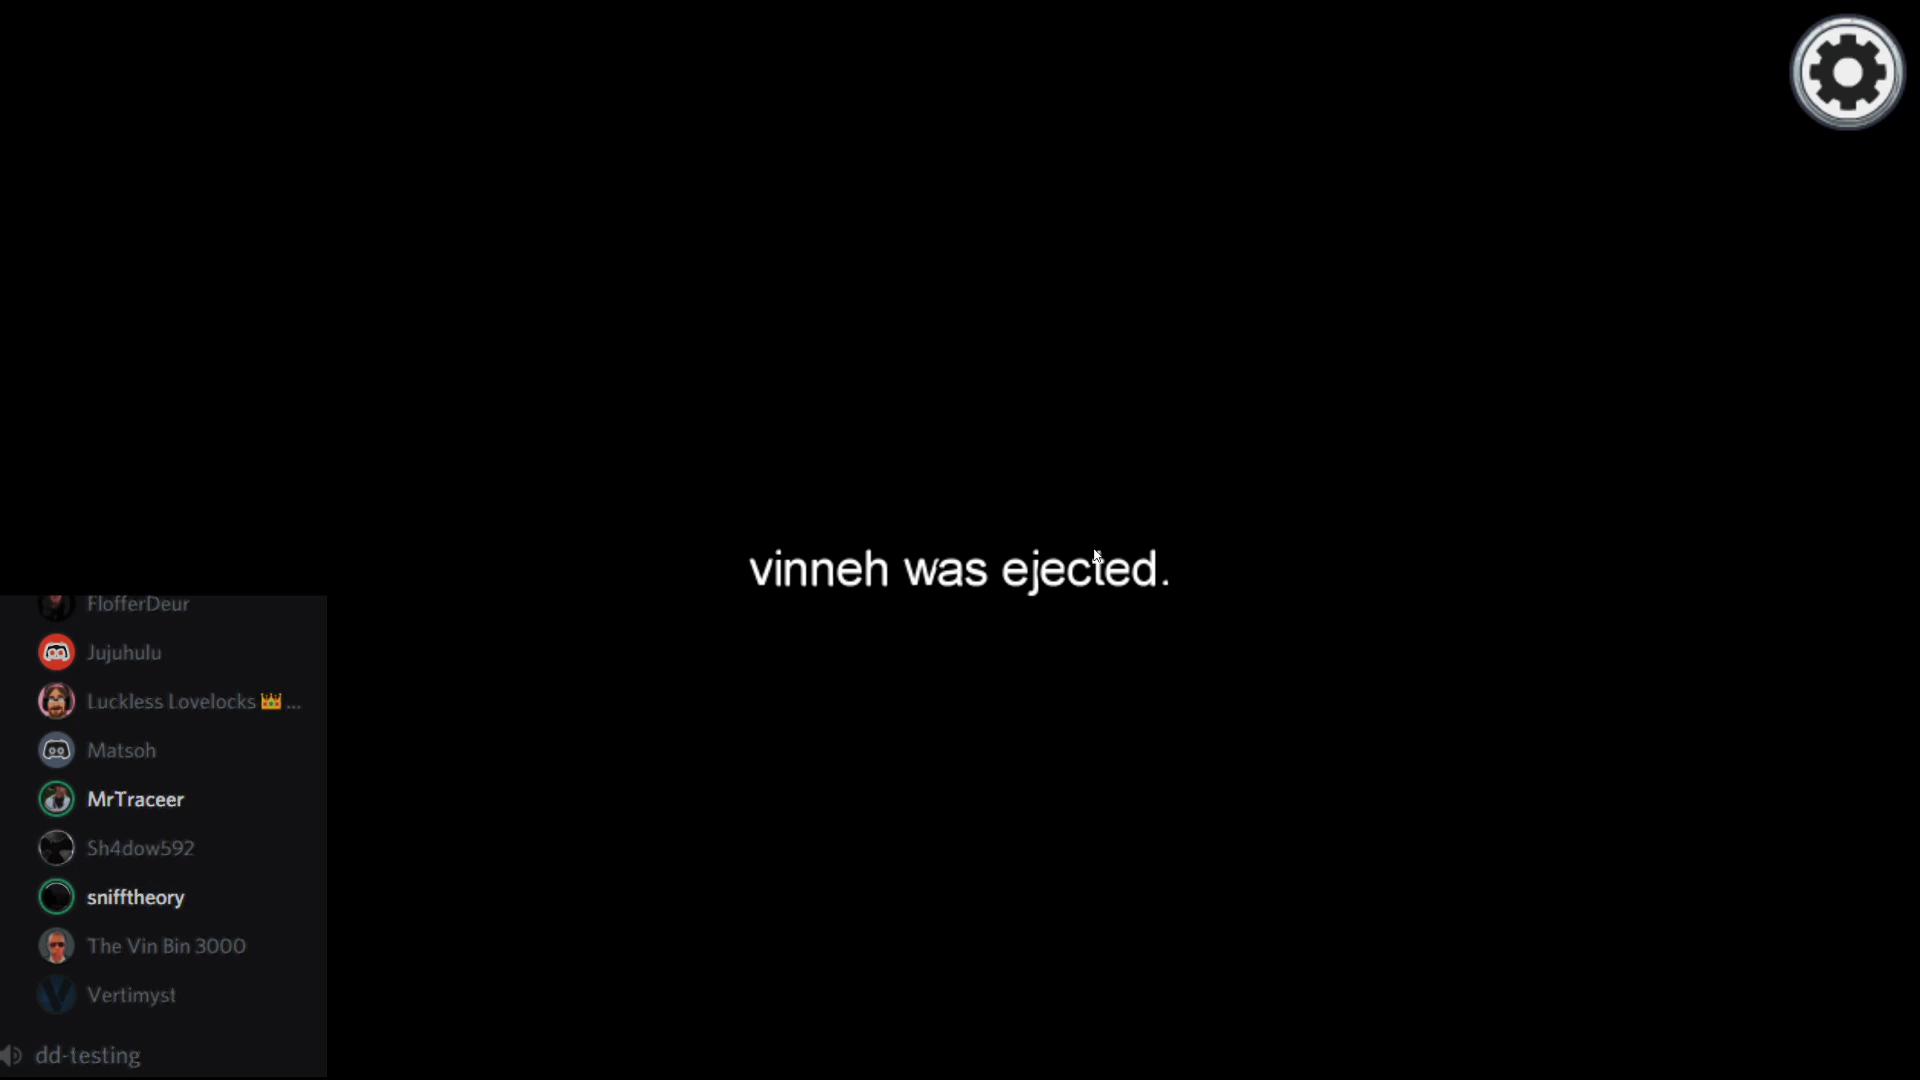 vinneh was ejected.
FlofferDeur
Jujuhulu
Luckless Lovelocks 👑 ...
Matsoh
MrTraceer
Sh4dow592
snifftheory
The Vin Bin 3000
Vertimyst
dd-testing